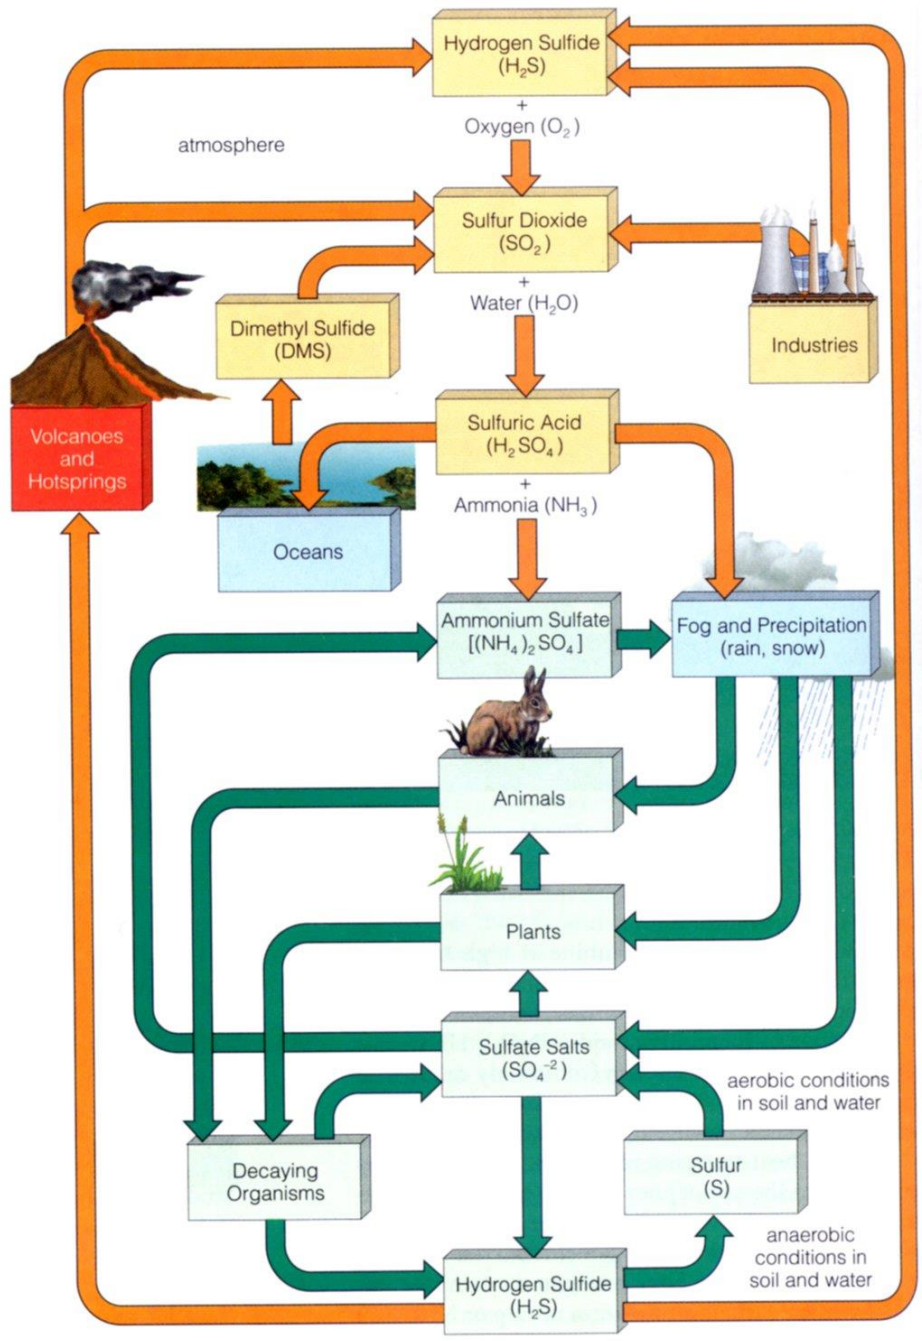 Hydrogen Sulfide
(H₂S)
+
Oxygen (O₂)
atmosphere
Sulfur Dioxide
(SO₂)
+
Water (H₂O)
Dimethyl Sulfide
(DMS)
Industries
Volcanoes
and
Hotsprings
Sulfuric Acid
(H₂SO₄)
+
Ammonia (NH₃)
Oceans
Ammonium Sulfate
[(NH₄)₂SO₄]
Fog and Precipitation
(rain, snow)
Animals
Plants
Sulfate Salts
(SO₄⁻²)
aerobic conditions
in soil and water
Decaying
Organisms
Sulfur
(S)
anaerobic
conditions in
soil and water
Hydrogen Sulfide
(H₂S)